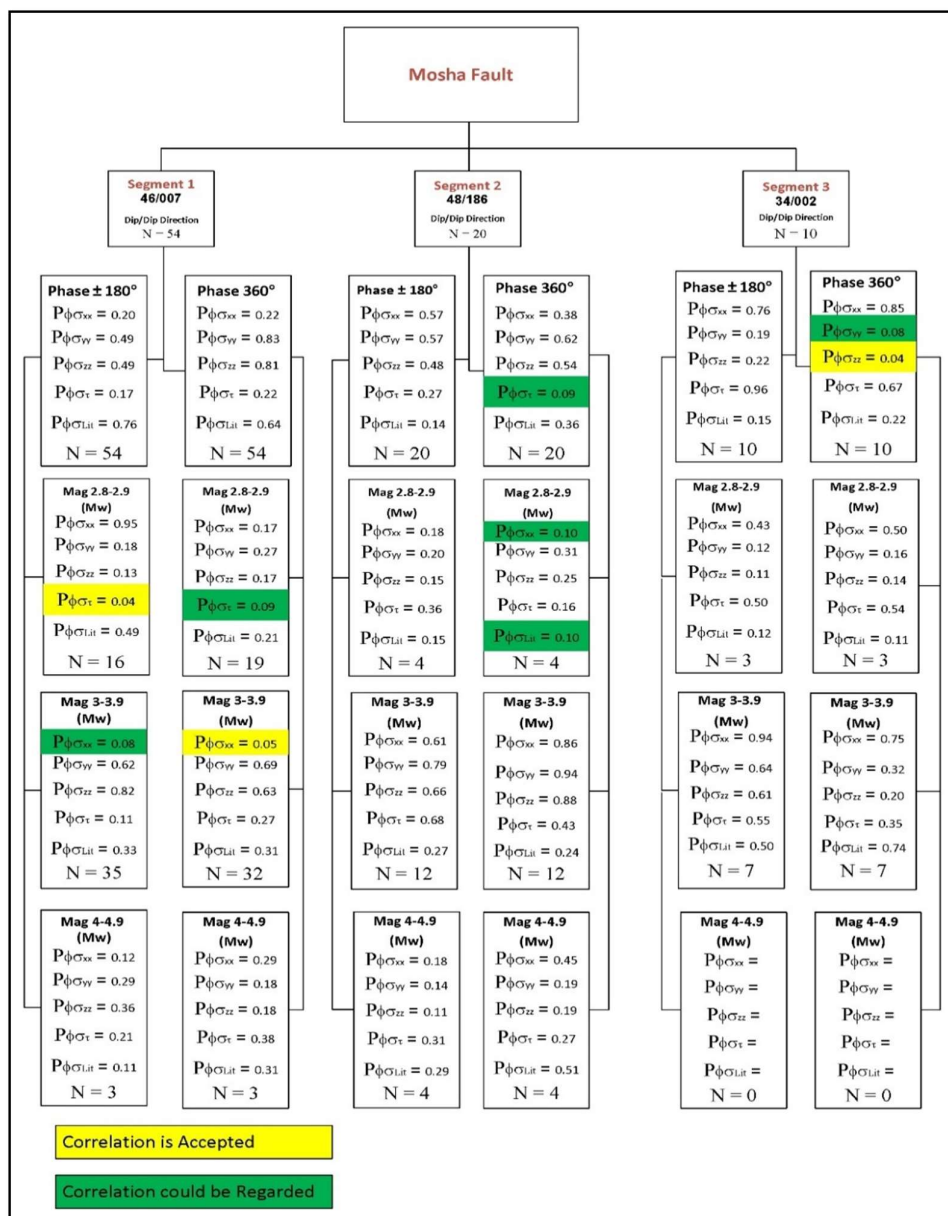 Mosha Fault
Segment 1
46/007
Dip/Dip Direction
N – 54
Segment 2
48/186
Dip/Dip Direction
N – 20
Segment 3
34/002
Dip/Dip Direction
N – 10
Phase ± 180°
Pϕσxx = 0.20
Pϕσyy = 0.49
Pϕσzz = 0.49
Pϕστ = 0.17
PϕσLit = 0.76
N = 54
Phase 360°
Pϕσxx = 0.22
Pϕσyy = 0.83
Pϕσzz = 0.81
Pϕστ = 0.22
PϕσLit = 0.64
N = 54
Phase ± 180°
Pϕσxx = 0.57
Pϕσyy = 0.57
Pϕσzz = 0.48
Pϕστ = 0.27
PϕσLit = 0.14
N = 20
Phase 360°
Pϕσxx = 0.38
Pϕσyy = 0.62
Pϕσzz = 0.54
Pϕστ = 0.09
PϕσLit = 0.36
N = 20
Phase ± 180°
Pϕσxx = 0.76
Pϕσyy = 0.19
Pϕσzz = 0.22
Pϕστ = 0.96
PϕσLit = 0.15
N = 10
Phase 360°
Pϕσxx = 0.85
Pϕσyy = 0.08
Pϕσzz = 0.04
Pϕστ = 0.67
PϕσLit = 0.22
N = 10
Mag 2.8-2.9
(Mw)
Pϕσxx = 0.95
Pϕσyy = 0.18
Pϕσzz = 0.13
Pϕστ = 0.04
PϕσLit = 0.49
N = 16
Mag 2.8-2.9
(Mw)
Pϕσxx = 0.17
Pϕσyy = 0.27
Pϕσzz = 0.17
Pϕστ = 0.09
PϕσLit = 0.21
N = 19
Mag 2.8-2.9
(Mw)
Pϕσxx = 0.18
Pϕσyy = 0.20
Pϕσzz = 0.15
Pϕστ = 0.36
PϕσLit = 0.15
N = 4
Mag 2.8-2.9
(Mw)
Pϕσxx = 0.10
Pϕσyy = 0.31
Pϕσzz = 0.25
Pϕστ = 0.16
PϕσLit = 0.10
N = 4
Mag 2.8-2.9
(Mw)
Pϕσxx = 0.43
Pϕσyy = 0.12
Pϕσzz = 0.11
Pϕστ = 0.50
PϕσLit = 0.12
N = 3
Mag 2.8-2.9
(Mw)
Pϕσxx = 0.50
Pϕσyy = 0.16
Pϕσzz = 0.14
Pϕστ = 0.54
PϕσLit = 0.11
N = 3
Mag 3-3.9
(Mw)
Pϕσxx = 0.08
Pϕσyy = 0.62
Pϕσzz = 0.82
Pϕστ = 0.11
PϕσLit = 0.33
N = 35
Mag 3-3.9
(Mw)
Pϕσxx = 0.05
Pϕσyy = 0.69
Pϕσzz = 0.63
Pϕστ = 0.27
PϕσLit = 0.31
N = 32
Mag 3-3.9
(Mw)
Pϕσxx = 0.61
Pϕσyy = 0.79
Pϕσzz = 0.66
Pϕστ = 0.68
PϕσLit = 0.27
N = 12
Mag 3-3.9
(Mw)
Pϕσxx = 0.86
Pϕσyy = 0.94
Pϕσzz = 0.88
Pϕστ = 0.43
PϕσLit = 0.24
N = 12
Mag 3-3.9
(Mw)
Pϕσxx = 0.94
Pϕσyy = 0.64
Pϕσzz = 0.61
Pϕστ = 0.55
PϕσLit = 0.50
N = 7
Mag 3-3.9
(Mw)
Pϕσxx = 0.75
Pϕσyy = 0.32
Pϕσzz = 0.20
Pϕστ = 0.35
PϕσLit = 0.74
N = 7
Mag 4-4.9
(Mw)
Pϕσxx = 0.12
Pϕσyy = 0.29
Pϕσzz = 0.36
Pϕστ = 0.21
PϕσLit = 0.11
N = 3
Mag 4-4.9
(Mw)
Pϕσxx = 0.29
Pϕσyy = 0.18
Pϕσzz = 0.18
Pϕστ = 0.38
PϕσLit = 0.31
N = 3
Mag 4-4.9
(Mw)
Pϕσxx = 0.18
Pϕσyy = 0.14
Pϕσzz = 0.11
Pϕστ = 0.31
PϕσLit = 0.29
N = 4
Mag 4-4.9
(Mw)
Pϕσxx = 0.45
Pϕσyy = 0.19
Pϕσzz = 0.19
Pϕστ = 0.27
PϕσLit = 0.51
N = 4
Mag 4-4.9
(Mw)
Pϕσxx =
Pϕσyy =
Pϕσzz =
Pϕστ =
PϕσLit =
N = 0
Mag 4-4.9
(Mw)
Pϕσxx =
Pϕσyy =
Pϕσzz =
Pϕστ =
PϕσLit =
N = 0
Correlation is Accepted
Correlation could be Regarded